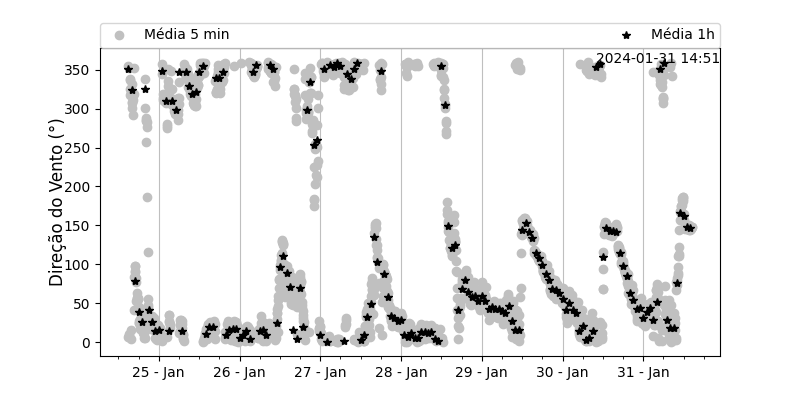 Média 5 min
Média 1h
2024-01-31 14:51
Direção do Vento (°)
350
300
250
200
150
100
50
0
25 - Jan
26 - Jan
27 - Jan
28 - Jan
29 - Jan
30 - Jan
31 - Jan